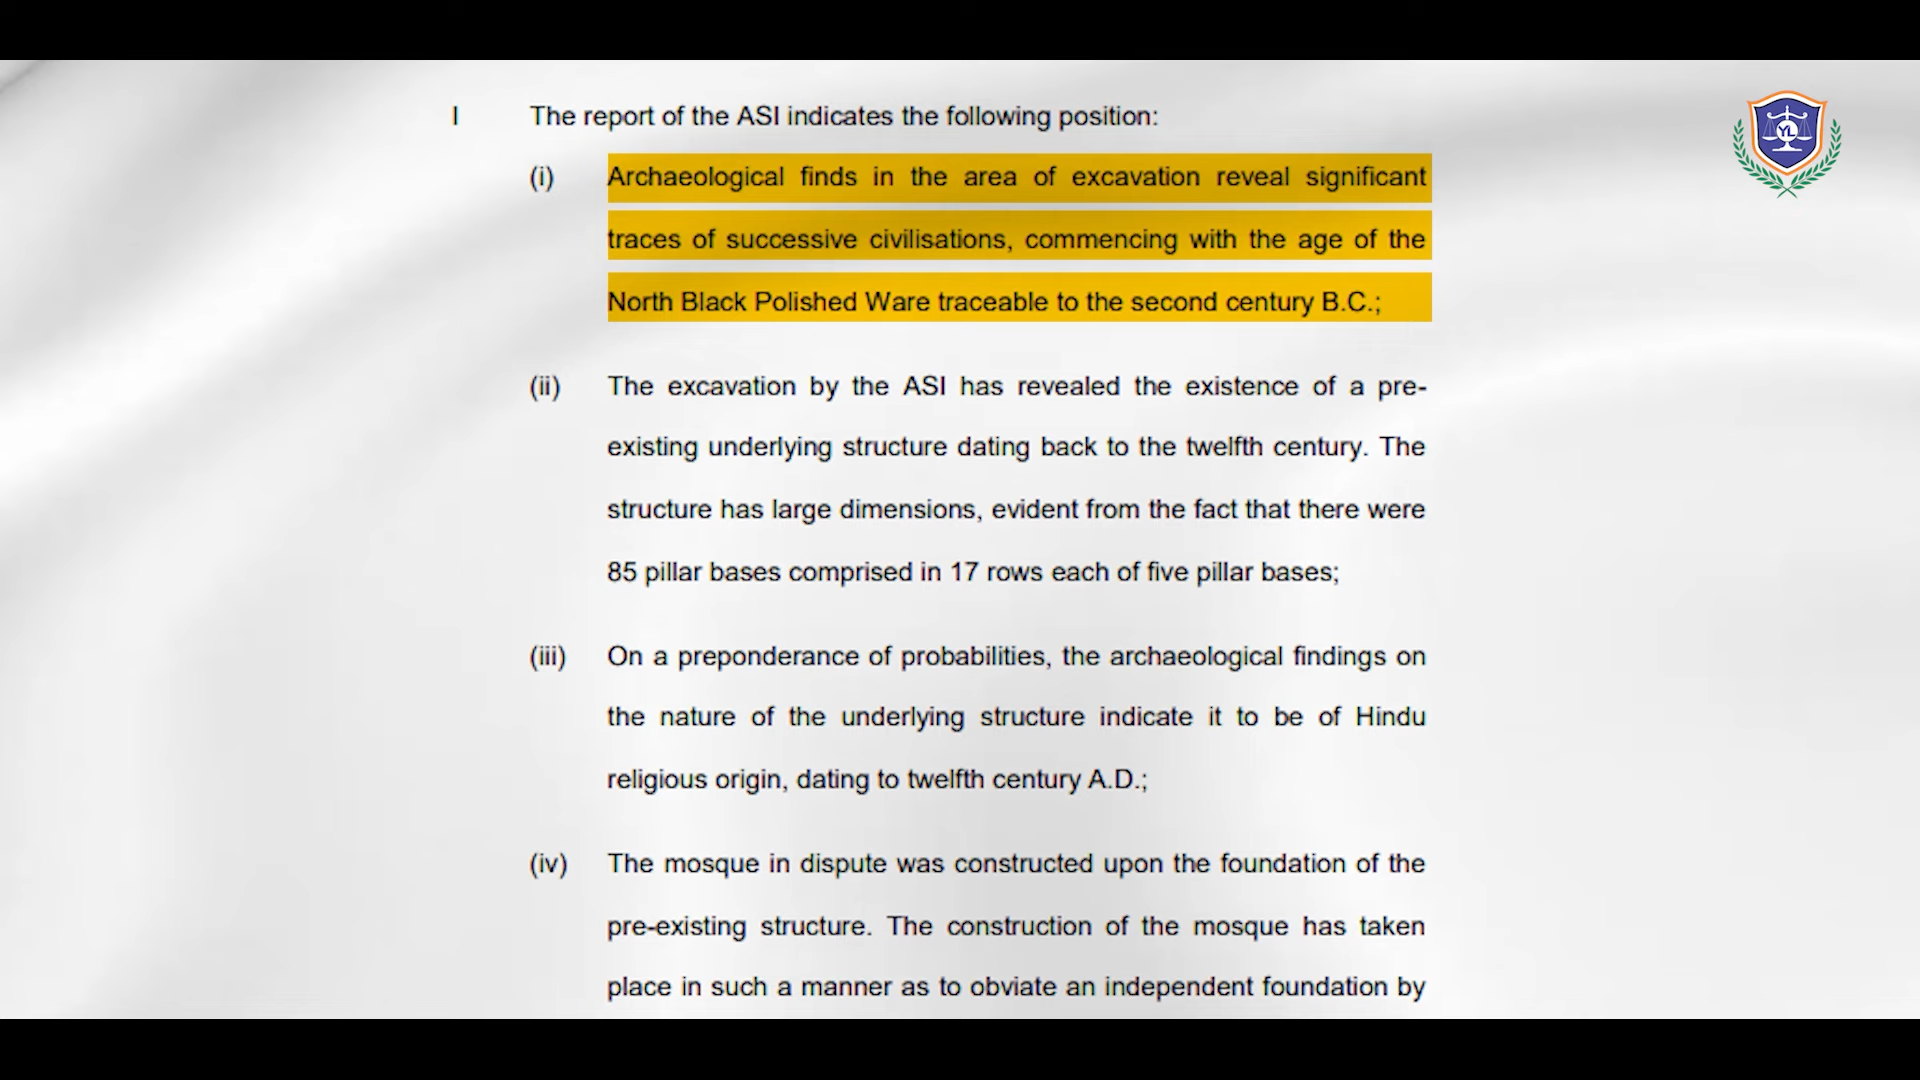 I The report of the ASI indicates the following position:
(i) Archaeological finds in the area of excavation reveal significant
traces of successive civilisations, commencing with the age of the
North Black Polished Ware traceable to the second century B.C.;
(ii) The excavation by the ASI has revealed the existence of a pre-
existing underlying structure dating back to the twelfth century. The
structure has large dimensions, evident from the fact that there were
85 pillar bases comprised in 17 rows each of five pillar bases;
(iii) On a preponderance of probabilities, the archaeological findings on
the nature of the underlying structure indicate it to be of Hindu
religious origin, dating to twelfth century A.D.;
(iv) The mosque in dispute was constructed upon the foundation of the
pre-existing structure. The construction of the mosque has taken
place in such a manner as to obviate an independent foundation by
YL